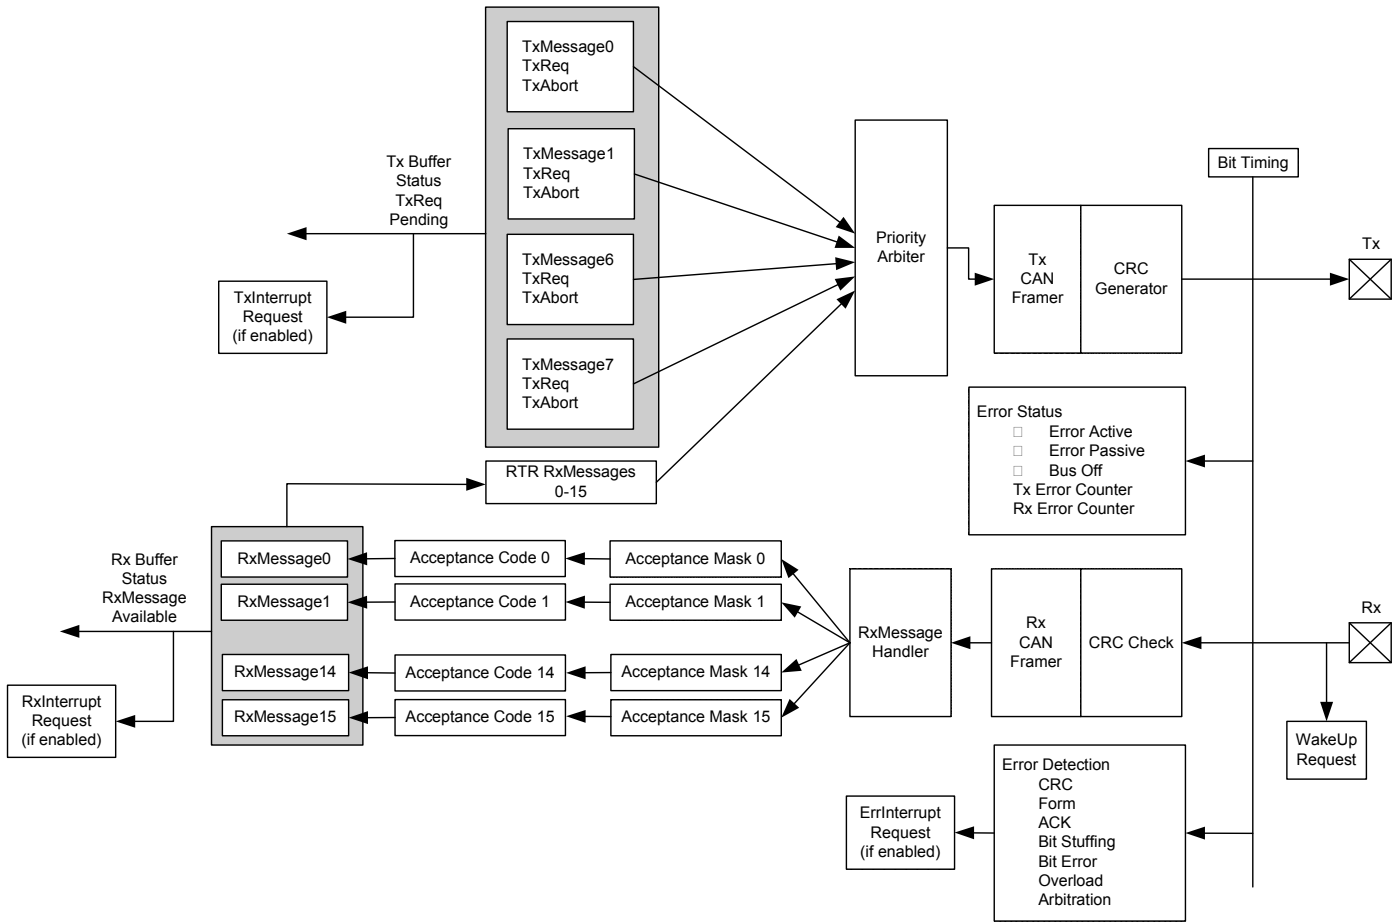 TxMessage0
TxReq
TxAbort
TxMessage1
TxReq
TxAbort
TxMessage6
TxReq
TxAbort
TxMessage7
TxReq
TxAbort
Tx Buffer
Status
TxReq
Pending
TxInterrupt
Request
(if enabled)
Priority
Arbiter
Tx
CAN
Framer
CRC
Generator
Bit Timing
Tx
Error Status
Error Active
Error Passive
Bus Off
Tx Error Counter
Rx Error Counter
RTR RxMessages
0-15
Rx Buffer
Status
RxMessage
Available
RxInterrupt
Request
(if enabled)
RxMessage0
Acceptance Code 0
Acceptance Mask 0
RxMessage1
Acceptance Code 1
Acceptance Mask 1
RxMessage14
Acceptance Code 14
Acceptance Mask 14
RxMessage15
Acceptance Code 15
Acceptance Mask 15
RxMessage
Handler
Rx
CAN
Framer
CRC Check
Rx
WakeUp
Request
ErrInterrupt
Request
(if enabled)
Error Detection
CRC
Form
ACK
Bit Stuffing
Bit Error
Overload
Arbitration